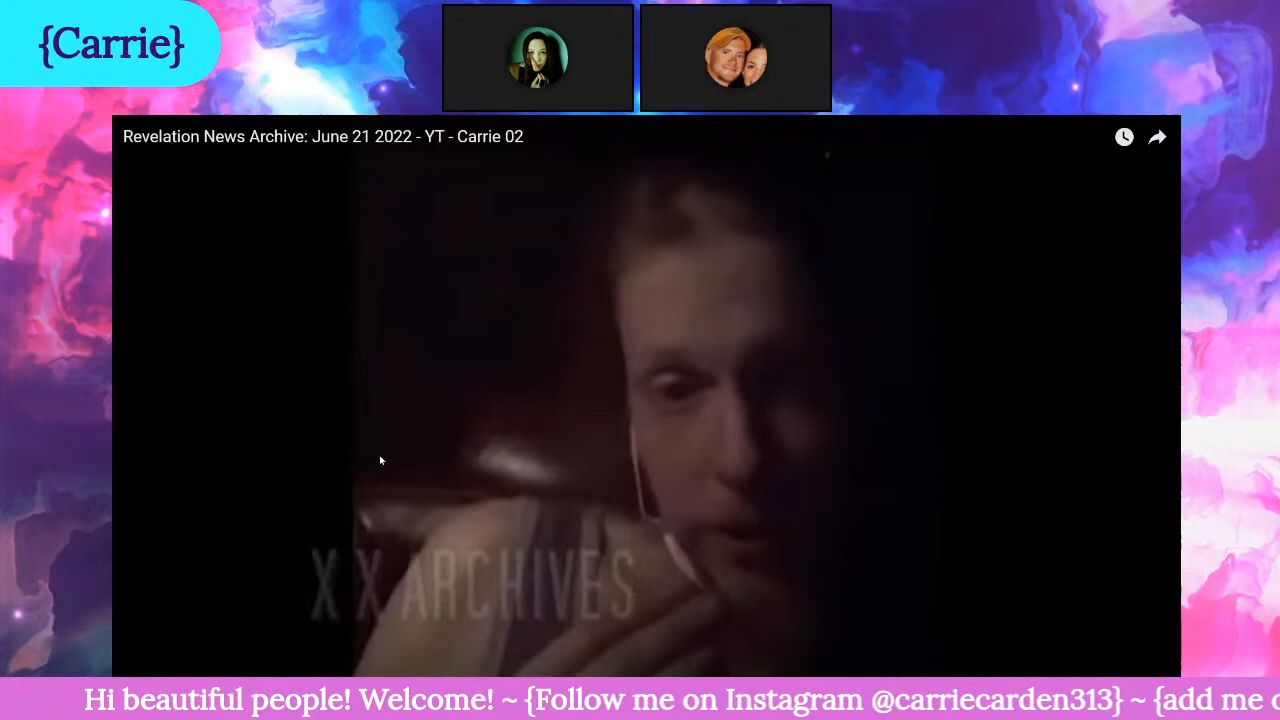 {Carrie}
Revelation News Archive: June 21 2022 - YT - Carrie 02
X X ARCHIVES
Hi beautiful people! Welcome! ~ {Follow me on Instagram @carriecarden313} ~ {add me